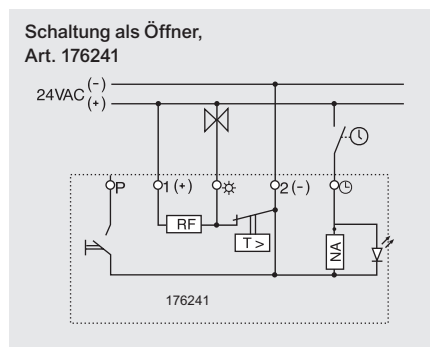 Schaltung als Öffner,
Art. 176241
24VAC (-)
(+)
P 1 (+) 2 (-)
RF
T >
NA
176241